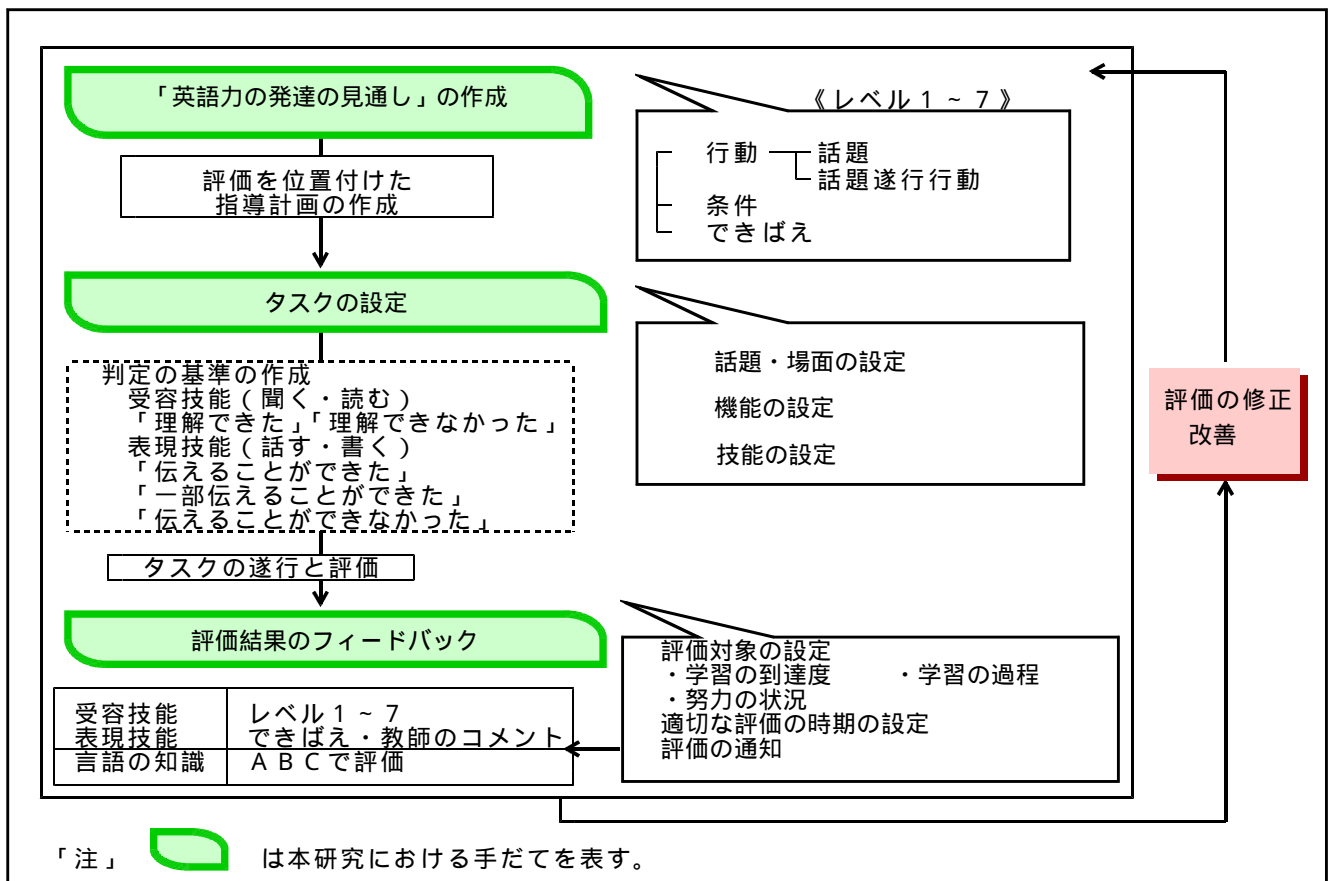 「英語力の発達の見通し」の作成
《レベル１～７》
行動
話題
話題遂行行動
条件
できばえ
評価を位置付けた
指導計画の作成
タスクの設定
話題・場面の設定
機能の設定
技能の設定
判定の基準の作成
受容技能（聞く・読む）
「理解できた」「理解できなかった」
表現技能（話す・書く）
「伝えることができた」
「一部伝えることができた」
「伝えることができなかった」
評価の修正
改善
タスクの遂行と評価
評価結果のフィードバック
評価対象の設定
・学習の到達度　　・学習の過程
・努力の状況
適切な評価の時期の設定
評価の通知
受容技能　レベル１～７
表現技能　できばえ・教師のコメント
言語の知識　ＡＢＣで評価
「注」　は本研究における手だてを表す。